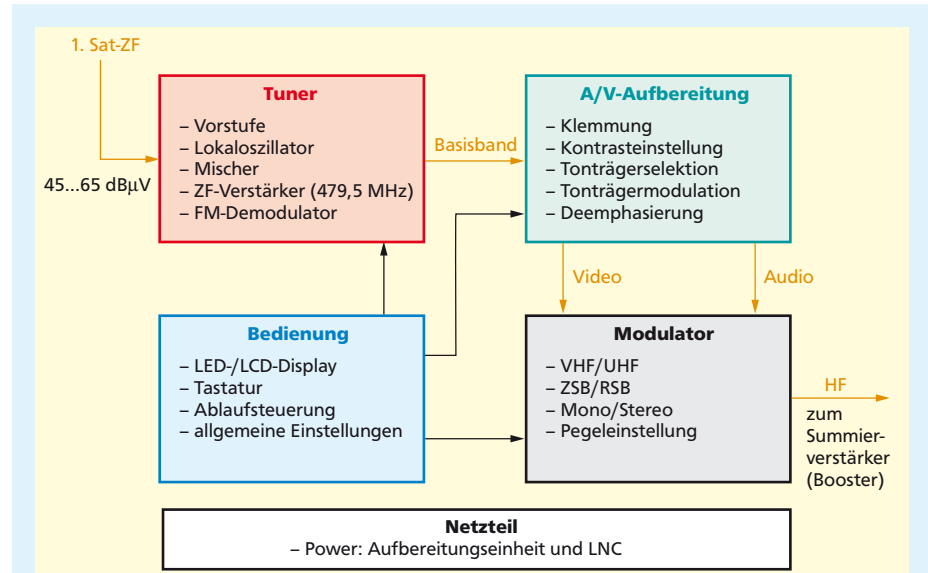 1. Sat-ZF
45...65 dBµV
Tuner
– Vorstufe
– Lokaloszillator
– Mischer
– ZF-Verstärker (479,5 MHz)
– FM-Demodulator
Basisband
A/V-Aufbereitung
– Klemmung
– Kontrasteinstellung
– Tonträgerselektion
– Tonträgermodulation
– Deemphasierung
Video
Audio
Bedienung
– LED-/LCD-Display
– Tastatur
– Ablaufsteuerung
– allgemeine Einstellungen
Modulator
– VHF/UHF
– ZSB/RSB
– Mono/Stereo
– Pegeleinstellung
HF
zum
Summier-
verstärker
(Booster)
Netzteil
– Power: Aufbereitungseinheit und LNC